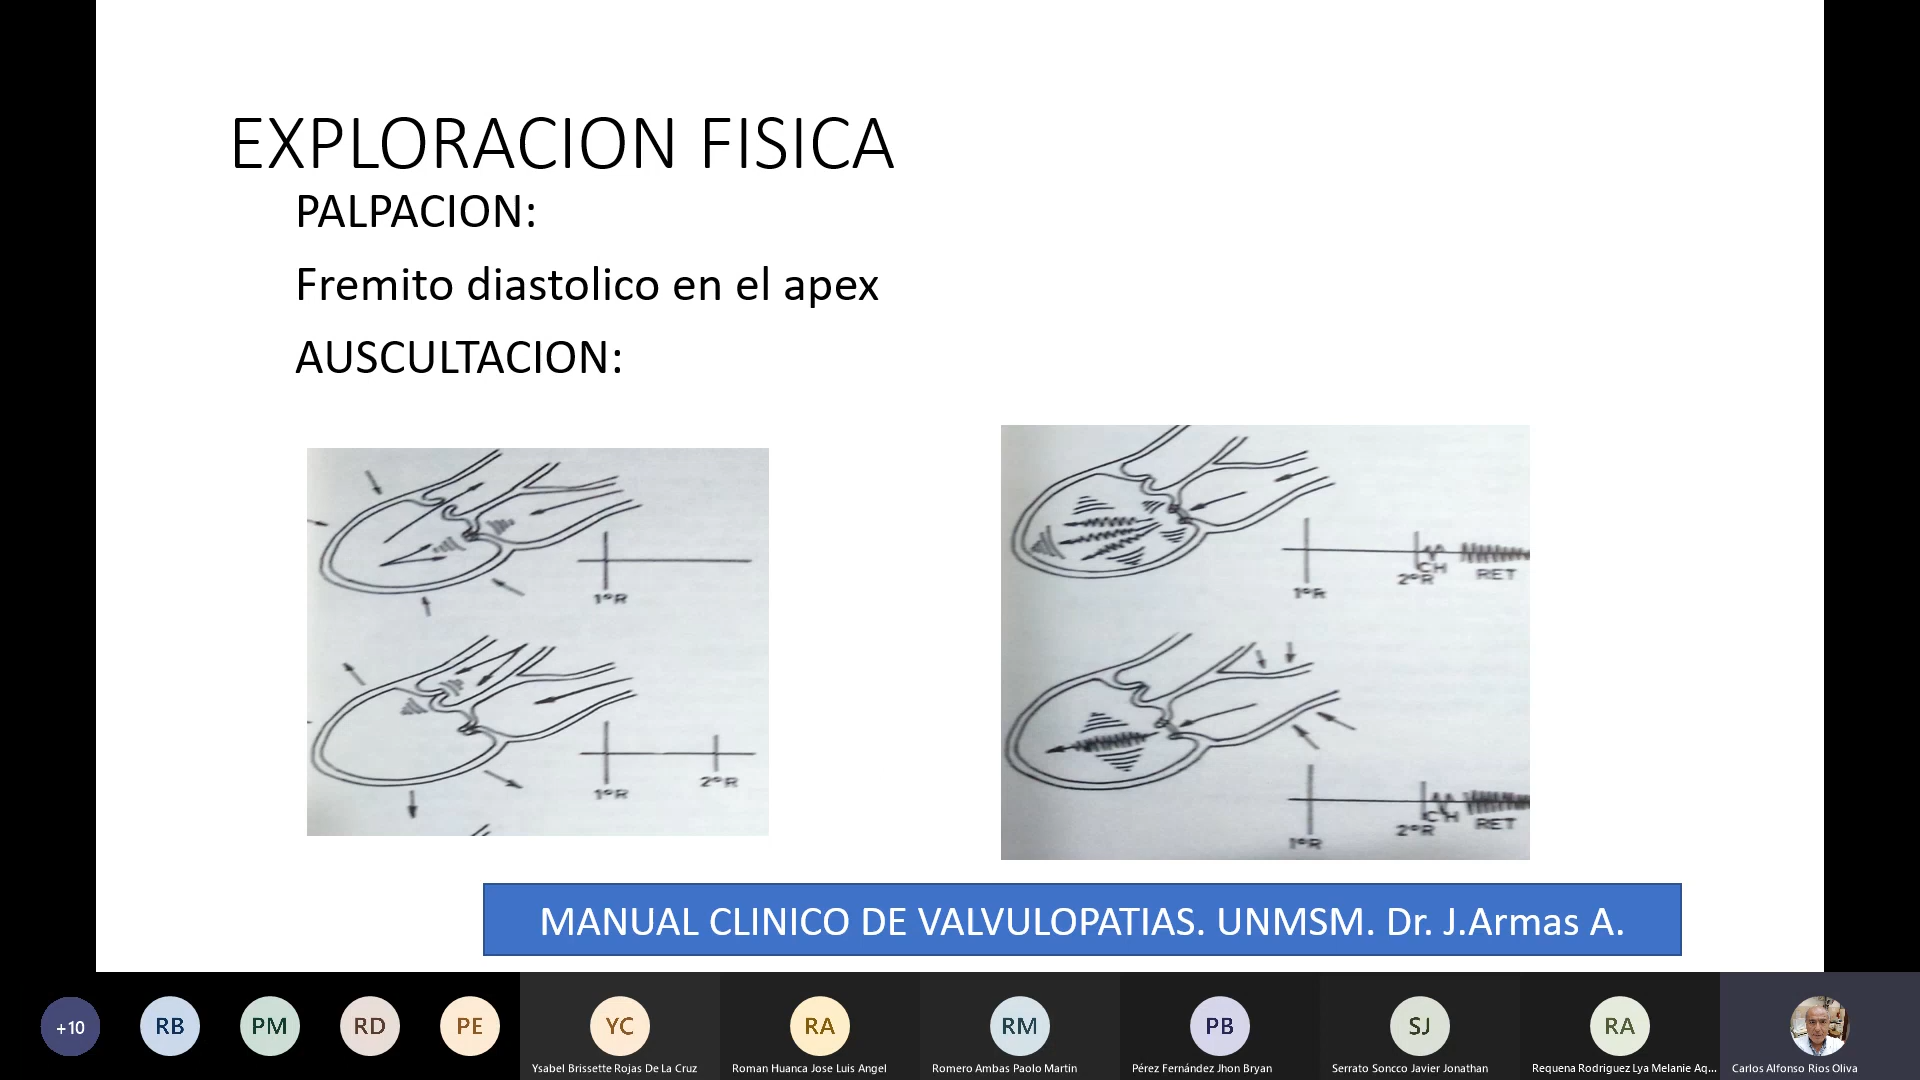 EXPLORACION FISICA
PALPACION:
Fremito diastolico en el apex
AUSCULTACION:
1ºR
1ºR
2ºR
1ºR
2ºR
CH
RET
1ºR
2ºR
CH
RET
MANUAL CLINICO DE VALVULOPATIAS. UNMSM. Dr. J.Armas A.
+10
RB
PM
RD
PE
YC
RA
RM
PB
SJ
RA
Ysabel Brissette Rojas De La Cruz
Roman Huanca Jose Luis Angel
Romero Ambas Paolo Martin
Pérez Fernández Jhon Bryan
Serrato Soncco Javier Jonathan
Requena Rodriguez Lya Melanie Aq...
Carlos Alfonso Rios Oliva